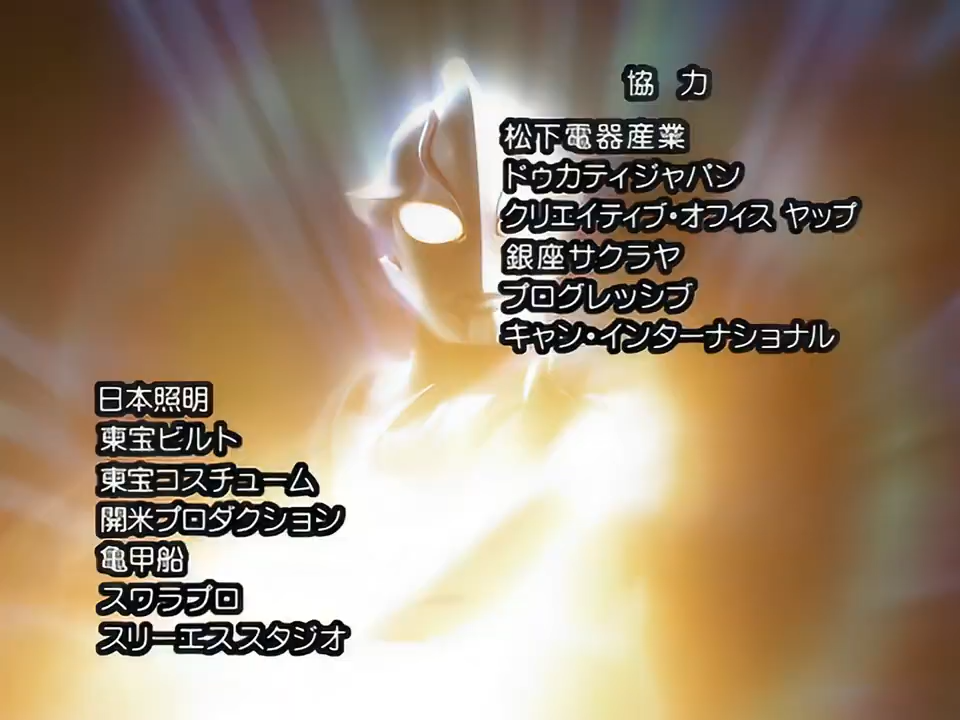 協 力
松下電器産業
ドゥカティジャパン
クリエイティブ・オフィス ヤップ
銀座サクラヤ
プログレッシブ
キャン・インターナショナル
日本照明
東宝ビルト
東宝コスチューム
開米プロダクション
亀甲船
スワラプロ
スリーエススタジオ